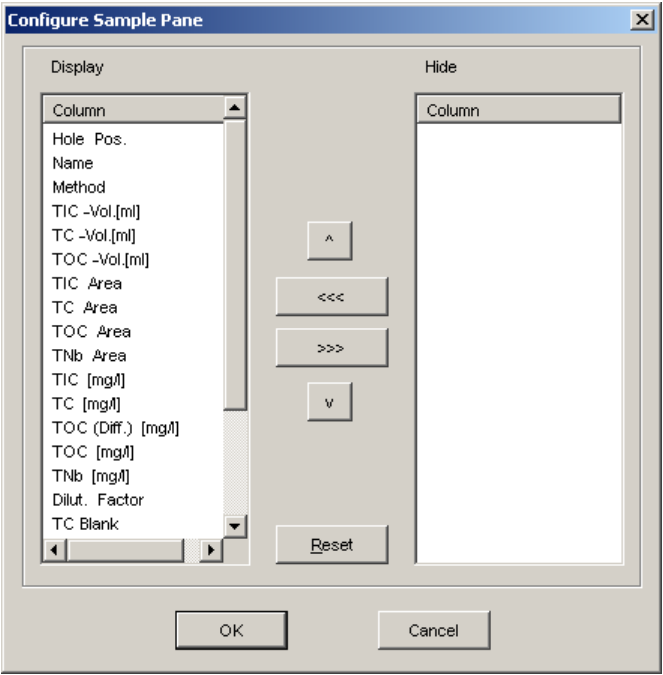 Configure Sample Pane
Display
Hide
Column
Column
Hole Pos.
Name
Method
TIC -Vol.[ml]
TC -Vol.[ml]
TOC -Vol.[ml]
TIC Area
TC Area
TOC Area
TNb Area
TIC [mg/l]
TC [mg/l]
TOC (Diff.) [mg/l]
TOC [mg/l]
TNb [mg/l]
Dilut. Factor
TC Blank
^
<<<
>>>
v
Reset
OK
Cancel